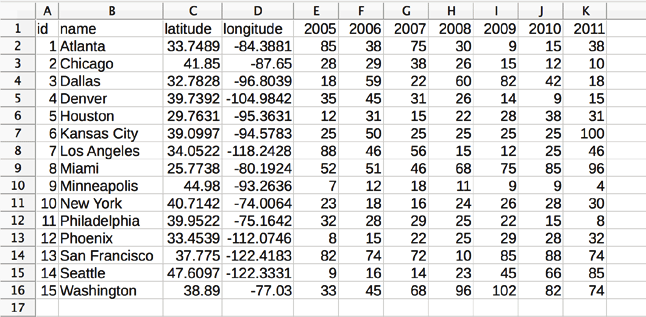 A B C D E F G H I J K
1 id name latitude longitude 2005 2006 2007 2008 2009 2010 2011
2 1 Atlanta 33.7489 -84.3881 85 38 75 30 9 15 38
3 2 Chicago 41.85 -87.65 28 29 38 26 15 12 10
4 3 Dallas 32.7828 -96.8039 18 59 22 60 82 42 18
5 4 Denver 39.7392 -104.9842 35 45 31 26 14 9 15
6 5 Houston 29.7631 -95.3631 12 31 15 22 28 38 31
7 6 Kansas City 39.0997 -94.5783 25 50 25 25 25 25 100
8 7 Los Angeles 34.0522 -118.2428 88 46 56 15 12 25 46
9 8 Miami 25.7738 -80.1924 52 51 46 68 75 85 96
10 9 Minneapolis 44.98 -93.2636 7 12 18 11 9 9 4
11 10 New York 40.7142 -74.0064 23 18 16 24 26 28 30
12 11 Philadelphia 39.9522 -75.1642 32 28 29 25 22 15 8
13 12 Phoenix 33.4539 -112.0746 8 15 22 25 29 28 32
14 13 San Francisco 37.775 -122.4183 82 74 72 10 85 88 74
15 14 Seattle 47.6097 -122.3331 9 16 14 23 45 66 85
16 15 Washington 38.89 -77.03 33 45 68 96 102 82 74
17